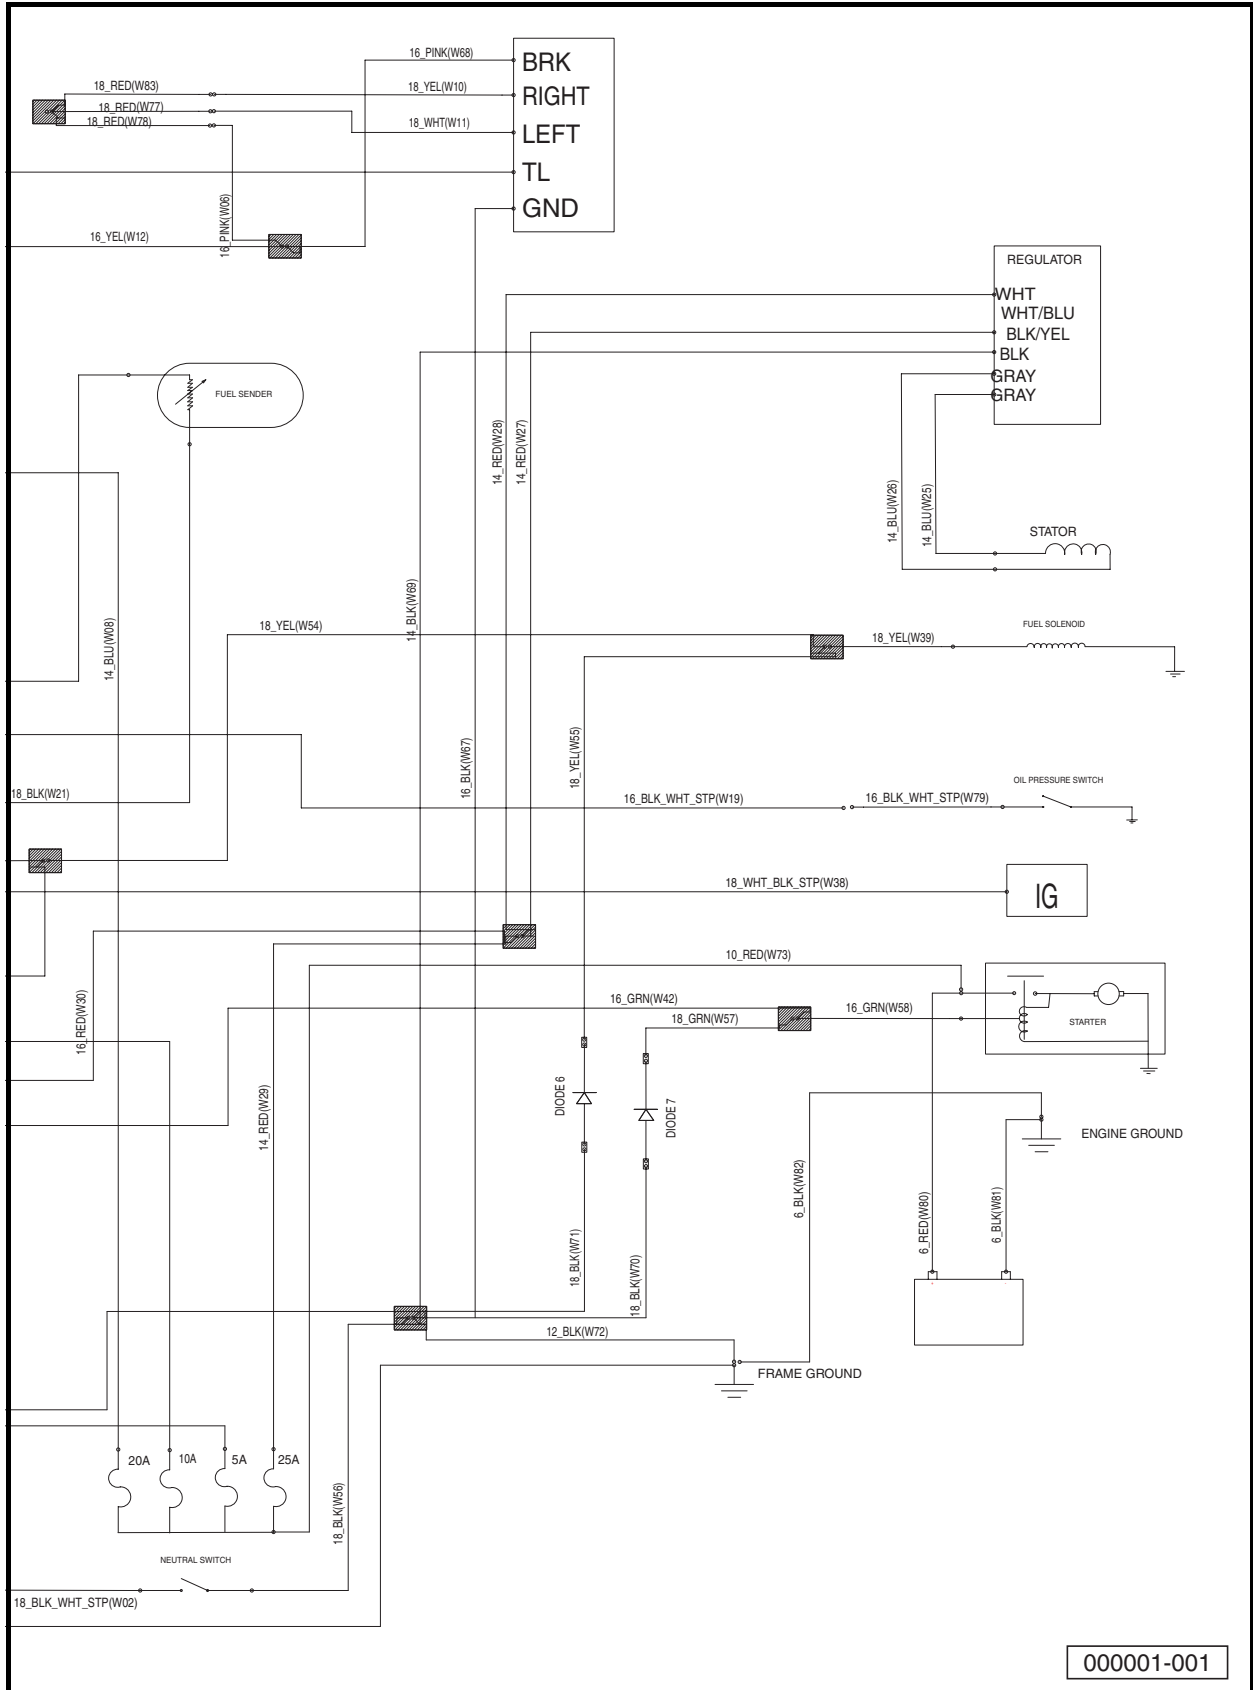 16_PINK(W68)
BRK
18_RED(W83)
18_YEL(W10)
RIGHT
18_RED(W77)
18_RED(W78)
18_WHT(W11)
LEFT
TL
16_PINK(W06)
GND
16_YEL(W12)
REGULATOR
WHT
WHT/BLU
BLK/YEL
BLK
GRAY
GRAY
FUEL SENDER
14_RED(W28)
14_RED(W27)
14_BLU(W26)
14_BLU(W25)
STATOR
14_BLK(W69)
14_BLU(W08)
18_YEL(W54)
FUEL SOLENOID
18_YEL(W39)
16_BLK(W67)
18_YEL(W55)
18_BLK(W21)
OIL PRESSURE SWITCH
16_BLK_WHT_STP(W19)
16_BLK_WHT_STP(W79)
18_WHT_BLK_STP(W38)
IG
10_RED(W73)
16_RED(W30)
16_GRN(W42)
18_GRN(W57)
16_GRN(W58)
STARTER
14_RED(W29)
DIODE 6
DIODE 7
ENGINE GROUND
6_BLK(W82)
6_RED(W80)
6_BLK(W81)
18_BLK(W71)
18_BLK(W70)
12_BLK(W72)
FRAME GROUND
20A
10A
5A
25A
18_BLK(W56)
NEUTRAL SWITCH
18_BLK_WHT_STP(W02)
000001-001